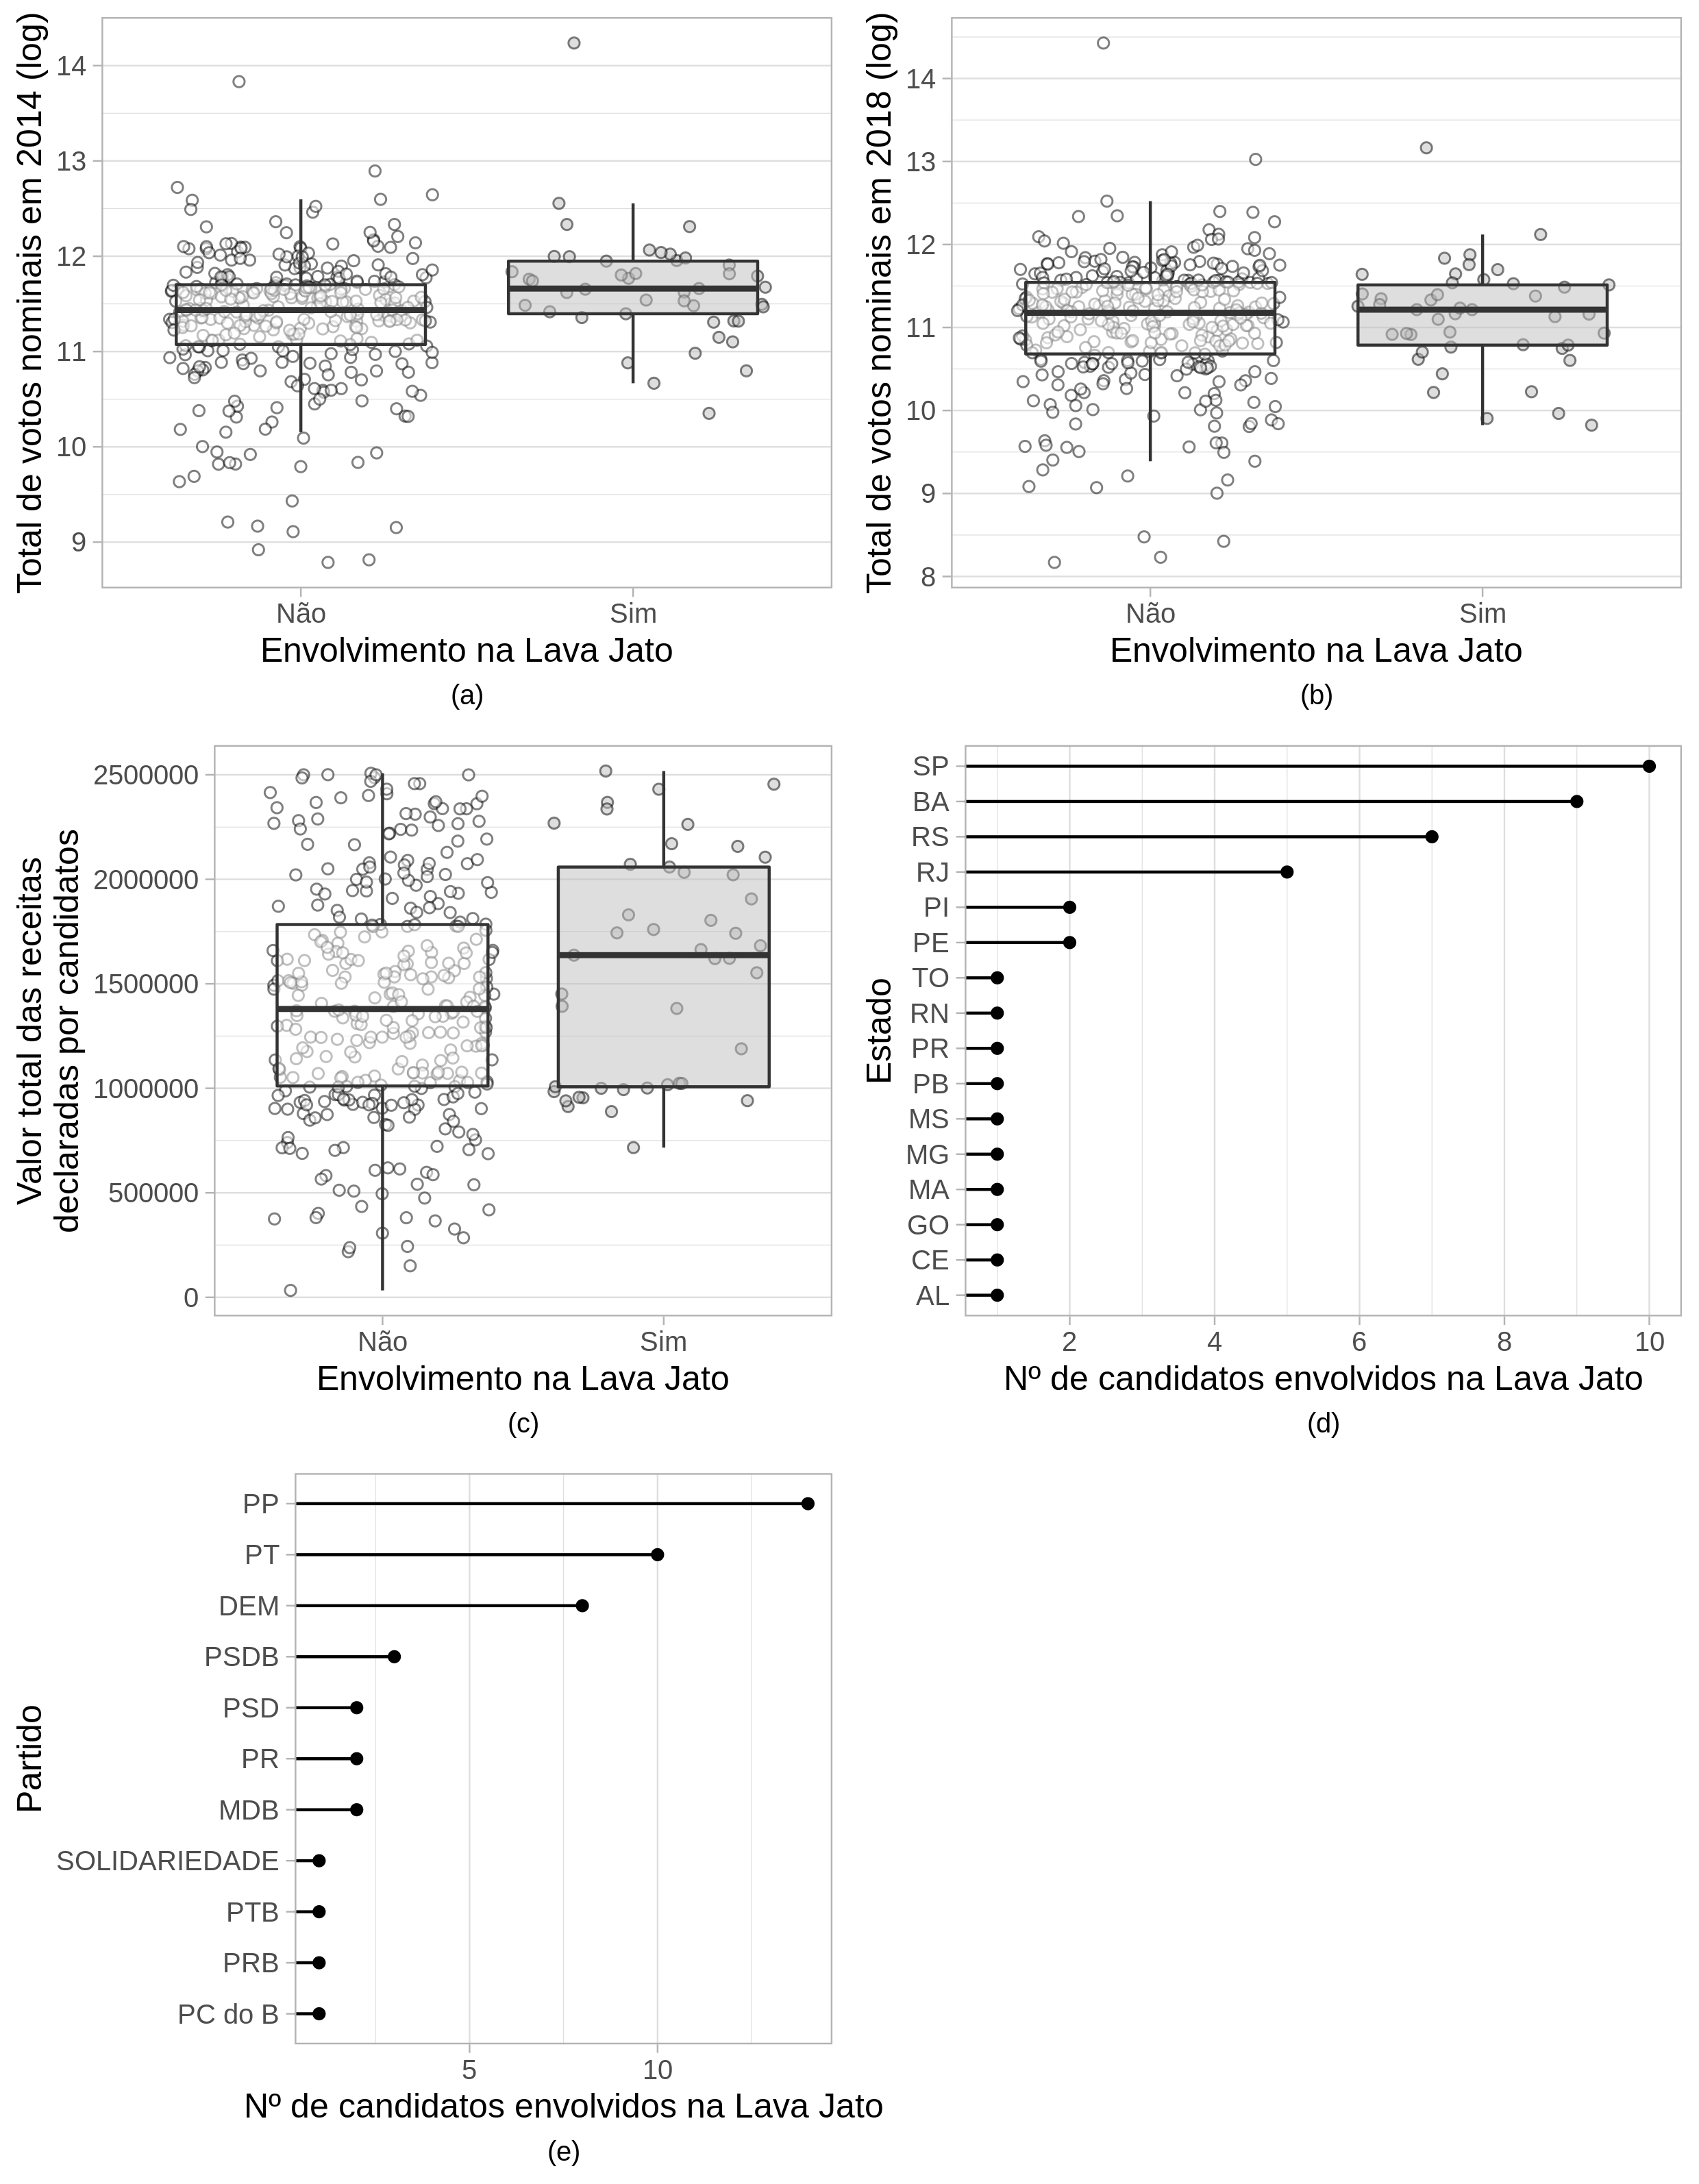 Total de votos nominais em 2014 (log)
14
13
12
11
10
9
Não
Sim
Envolvimento na Lava Jato
(a)
Total de votos nominais em 2018 (log)
14
13
12
11
10
9
8
Não
Sim
Envolvimento na Lava Jato
(b)
Valor total das receitas
declaradas por candidatos
2500000
2000000
1500000
1000000
500000
0
Não
Sim
Envolvimento na Lava Jato
(c)
Estado
SP
BA
RS
RJ
PI
PE
TO
RN
PR
PB
MS
MG
MA
GO
CE
AL
2
4
6
8
10
Nº de candidatos envolvidos na Lava Jato
(d)
Partido
PP
PT
DEM
PSDB
PSD
PR
MDB
SOLIDARIEDADE
PTB
PRB
PC do B
5
10
Nº de candidatos envolvidos na Lava Jato
(e)